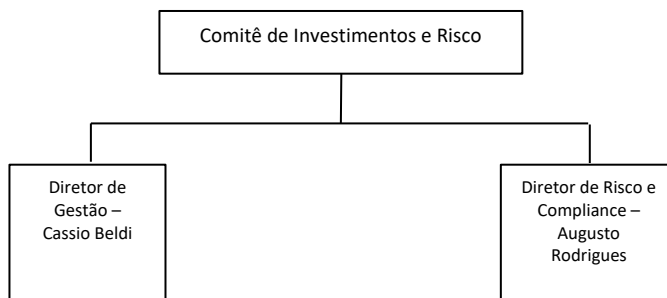 Comitê de Investimentos e Risco
Diretor de
Gestão –
Cassio Beldi
Diretor de Risco e
Compliance –
Augusto
Rodrigues